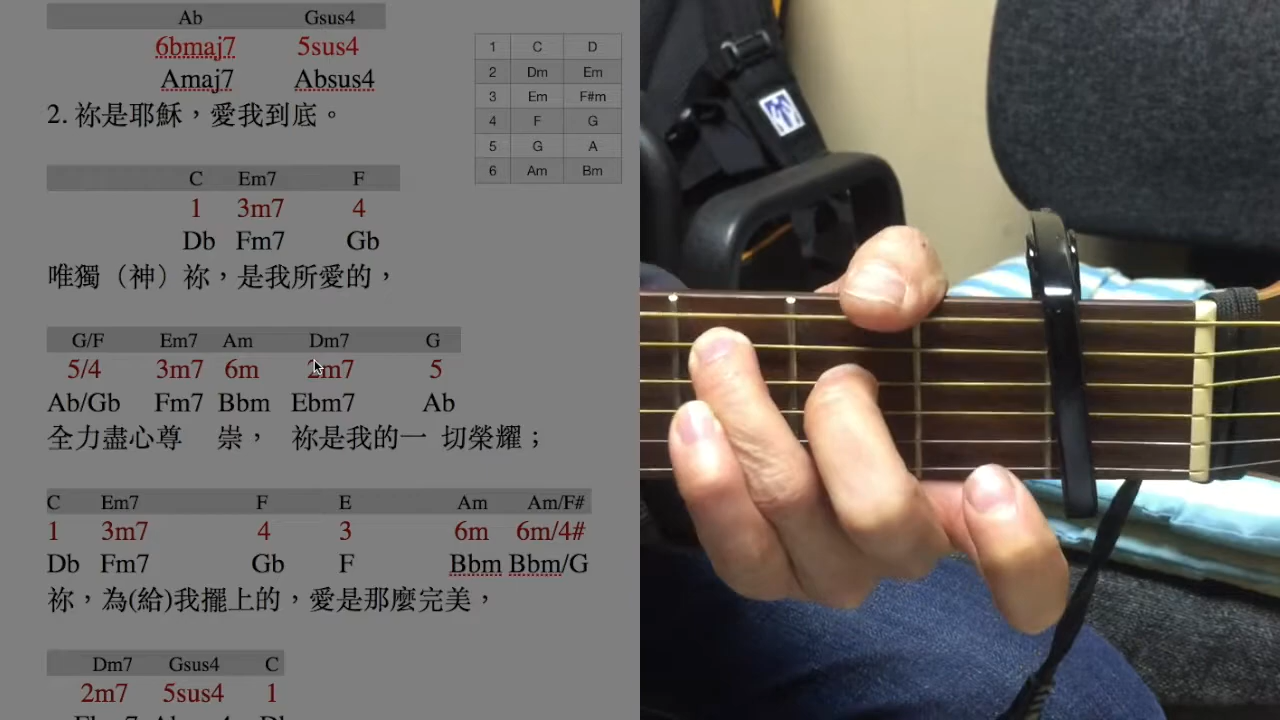 Ab Gsus4
6bmaj7 5sus4
Amaj7 Absus4
2. 祢是耶穌，愛我到底。
1 C D
2 Dm Em
3 Em F#m
4 F G
5 G A
6 Am Bm
C Em7 F
1 3m7 4
Db Fm7 Gb
唯獨（神）祢，是我所愛的，
G/F Em7 Am Dm7 G
5/4 3m7 6m 2m7 5
Ab/Gb Fm7 Bbm Ebm7 Ab
全力盡心尊 崇， 祢是我的一 切榮耀；
C Em7 F E Am Am/F#
1 3m7 4 3 6m 6m/4#
Db Fm7 Gb F Bbm Bbm/G
祢，為(給)我擺上的，愛是那麼完美，
Dm7 Gsus4 C
2m7 5sus4 1